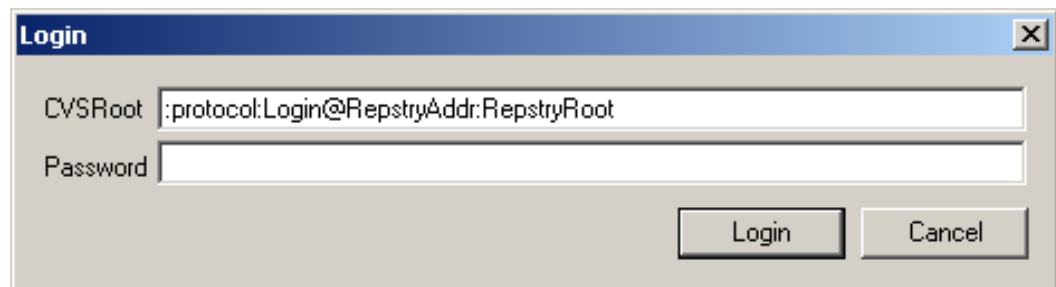 Login
CVSRoot :protocol:Login@RepstryAddr:RepstryRoot
Password
Login Cancel